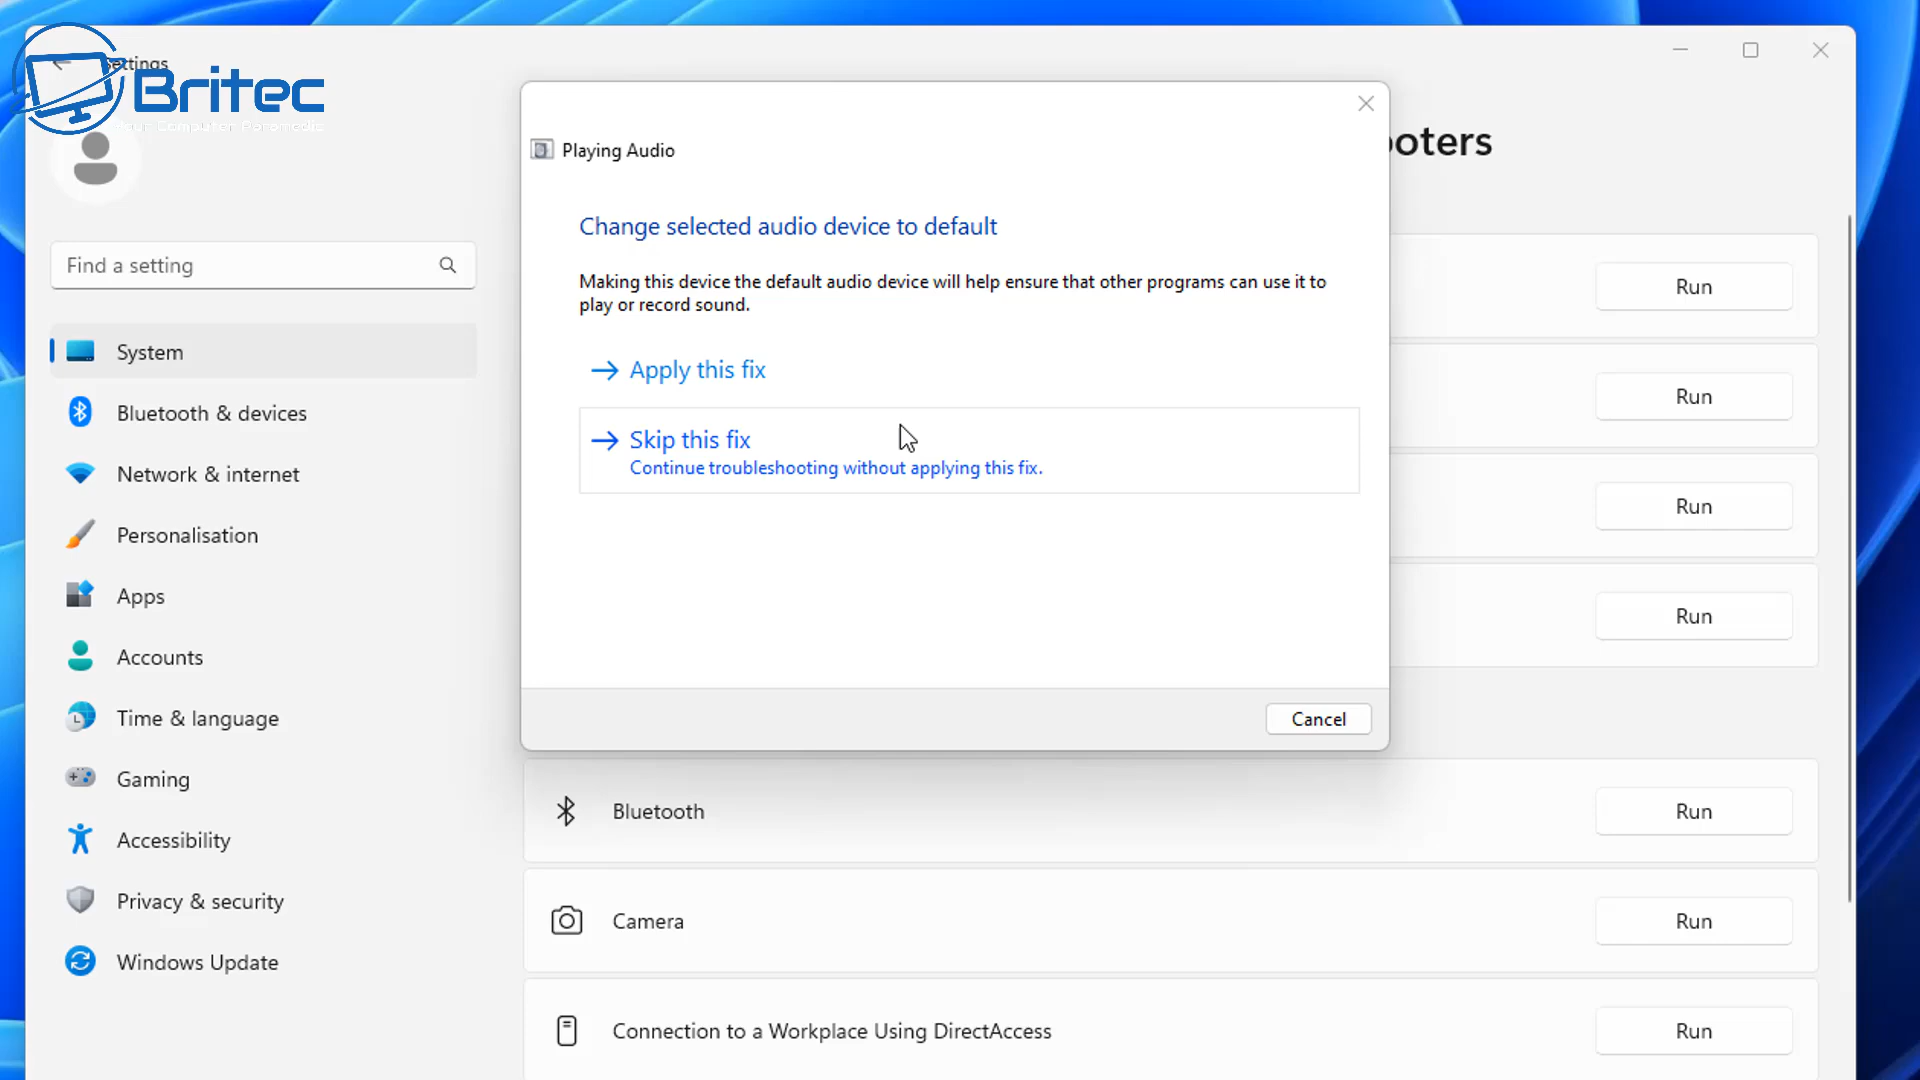 Settings
Britec
Your Computer Paramedic
Find a setting
System
Bluetooth & devices
Network & internet
Personalisation
Apps
Accounts
Time & language
Gaming
Accessibility
Privacy & security
Windows Update
ooters
Playing Audio
Change selected audio device to default
Making this device the default audio device will help ensure that other programs can use it to
play or record sound.
Apply this fix
Skip this fix
Continue troubleshooting without applying this fix.
Cancel
Run
Run
Run
Run
Bluetooth
Run
Camera
Run
Connection to a Workplace Using DirectAccess
Run